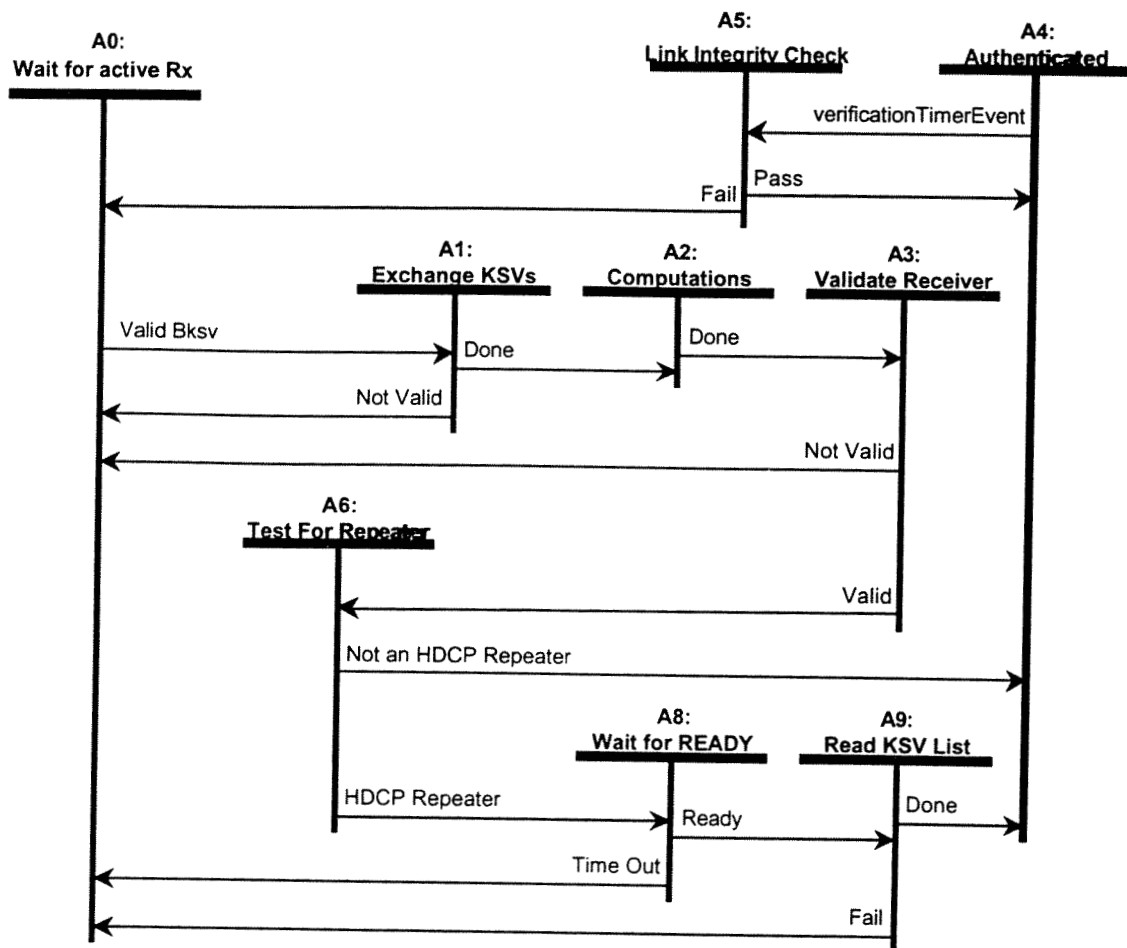 A0:
Wait for active Rx
A5:
Link Integrity Check
A4:
Authenticated
verificationTimerEvent
Pass
Fail
A1:
Exchange KSVs
A2:
Computations
A3:
Validate Receiver
Valid Bksv
Done
Done
Not Valid
Not Valid
A6:
Test For Repeater
Valid
Not an HDCP Repeater
A8:
Wait for READY
A9:
Read KSV List
HDCP Repeater
Ready
Done
Time Out
Fail